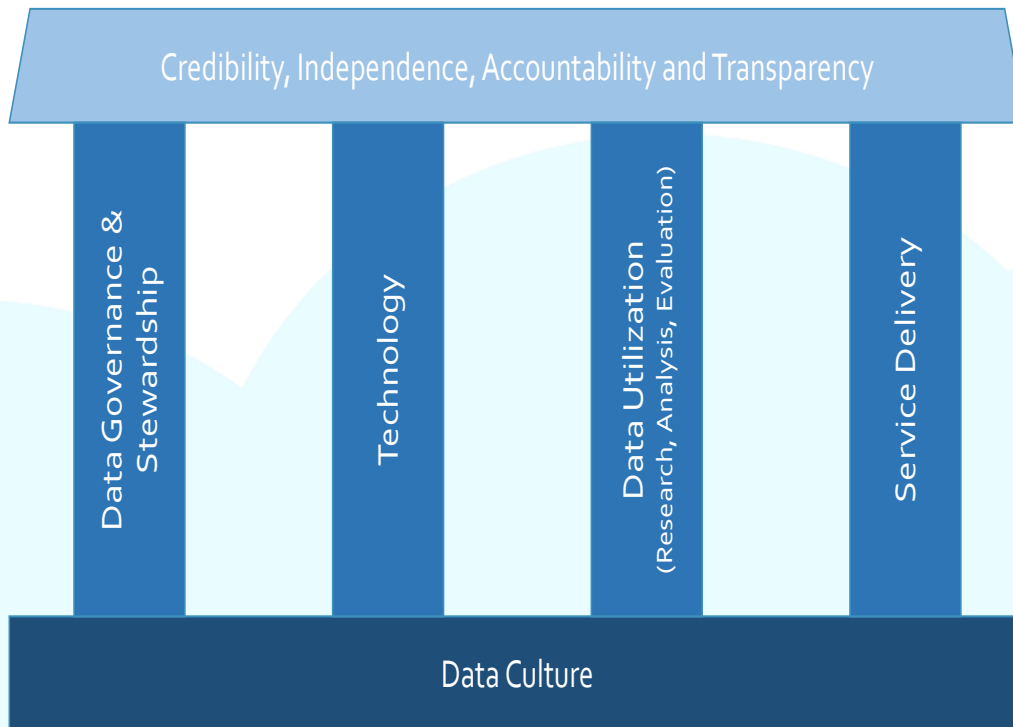 Credibility, Independence, Accountability and Transparency
Data Governance &
Stewardship
Technology
Data Utilization
(Research, Analysis, Evaluation)
Service Delivery
Data Culture